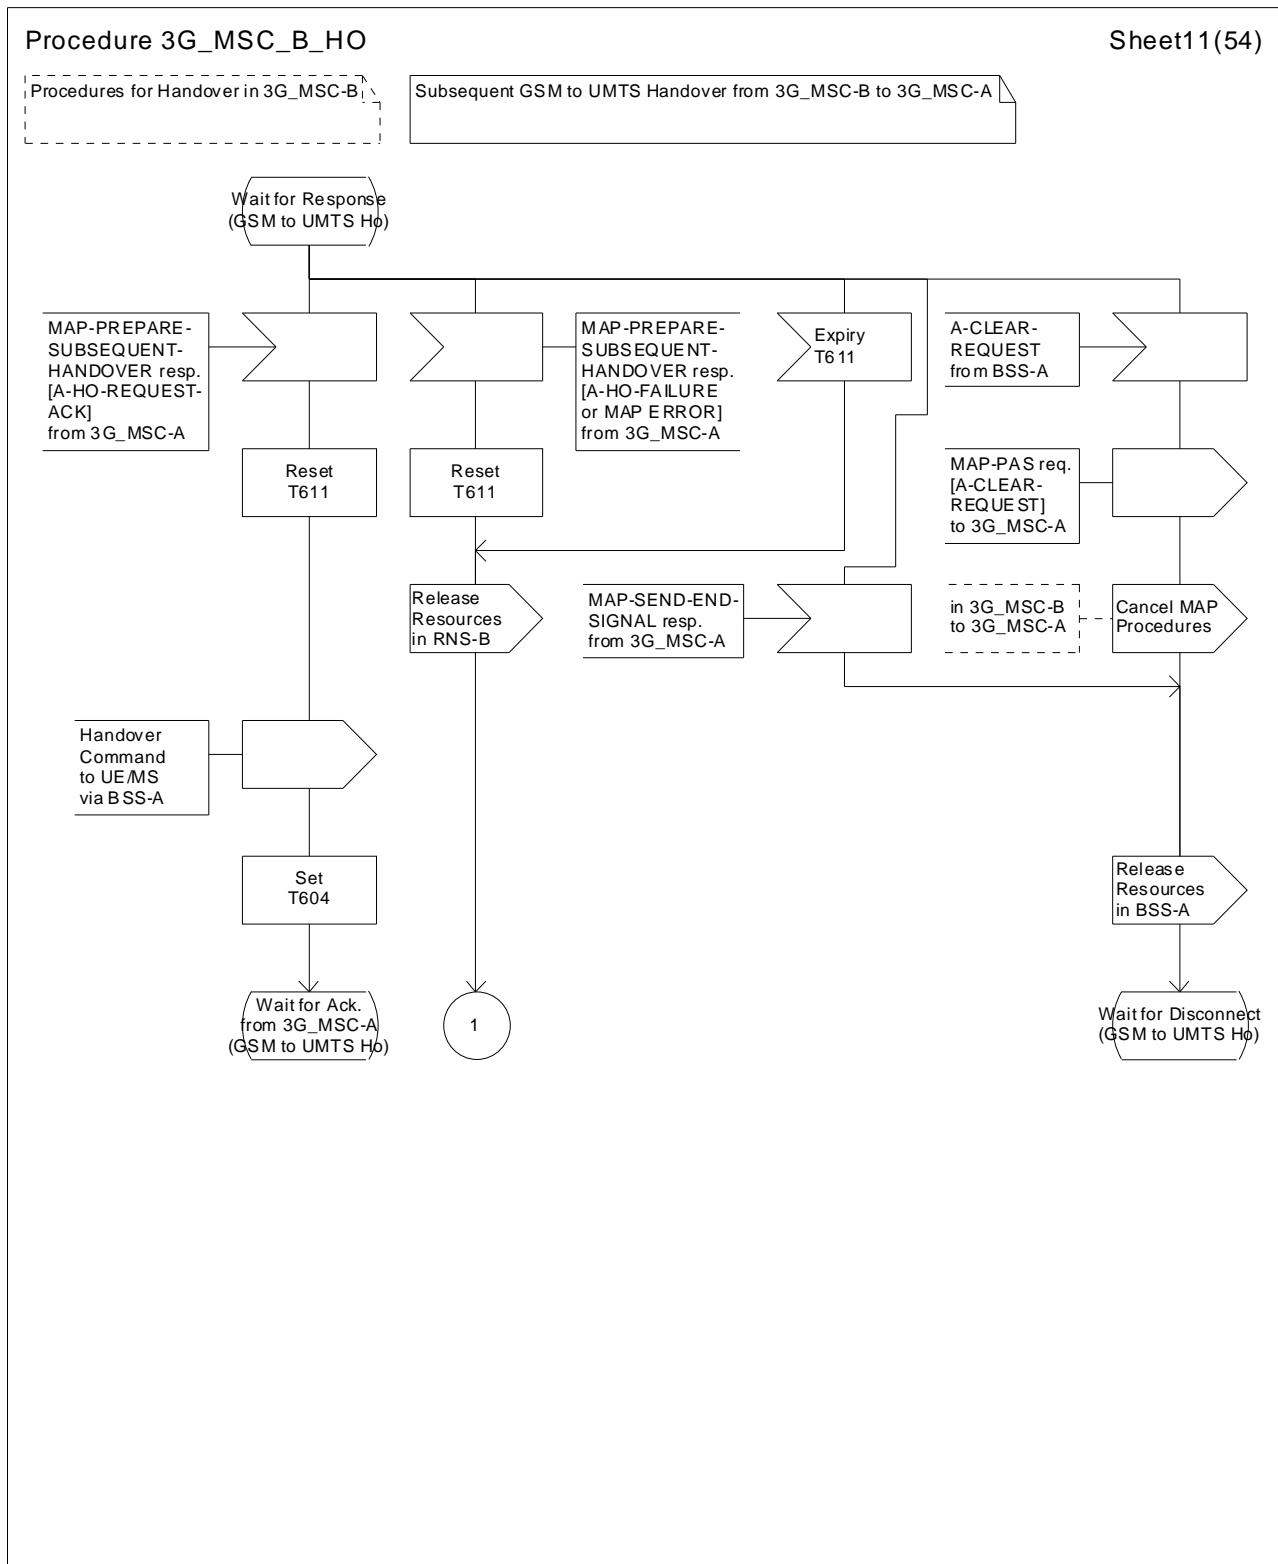 Procedure 3G_MSC_B_HO
Sheet11(54)
Procedures for Handover in 3G_MSC-B
Subsequent GSM to UMTS Handover from 3G_MSC-B to 3G_MSC-A
Wait for Response
(GSM to UMTS Ho)
MAP-PREPARE-
SUBSEQUENT-
HANDOVER resp.
[A-HO-REQUEST-
ACK]
from 3G_MSC-A
MAP-PREPARE-
SUBSEQUENT-
HANDOVER resp.
[A-HO-FAILURE
or MAP ERROR]
from 3G_MSC-A
Expiry
T611
A-CLEAR-
REQUEST
from BSS-A
Reset
T611
Reset
T611
MAP-PAS req.
[A-CLEAR-
REQUEST]
to 3G_MSC-A
Release
Resources
in RNS-B
MAP-SEND-END-
SIGNAL resp.
from 3G_MSC-A
in 3G_MSC-B
to 3G_MSC-A
Cancel MAP
Procedures
Handover
Command
to UE/MS
via BSS-A
Set
T604
Release
Resources
in BSS-A
Wait for Ack.
from 3G_MSC-A
(GSM to UMTS Ho)
1
Wait for Disconnect
(GSM to UMTS Ho)